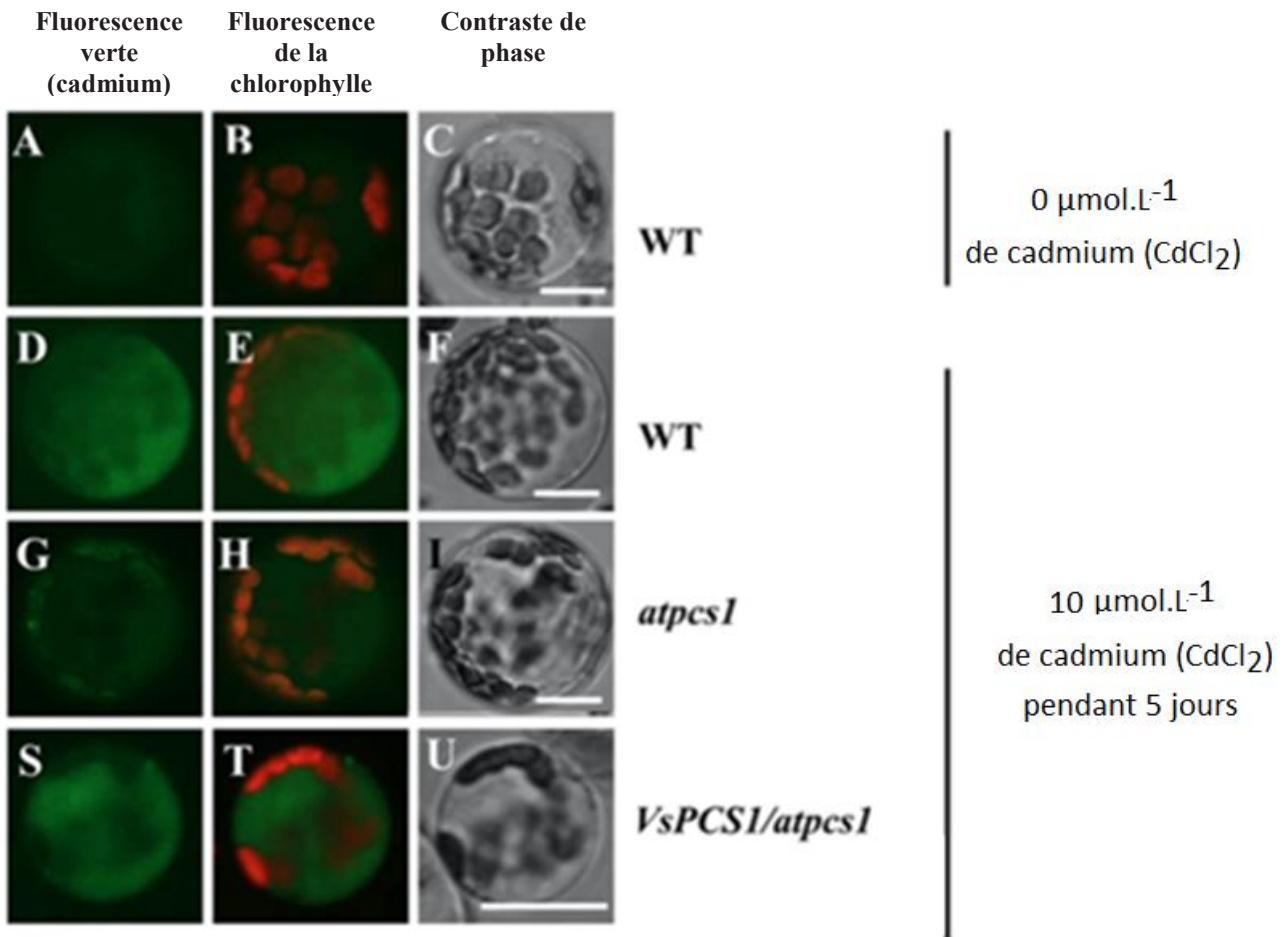 Fluorescence
verte
(cadmium)
Fluorescence
de la
chlorophylle
Contraste de
phase
A
B
C
WT
0 µmol.L-1
de cadmium (CdCl2)
D
E
F
WT
G
H
I
atpcs1
10 µmol.L-1
de cadmium (CdCl2)
pendant 5 jours
S
T
U
VsPCS1/atpcs1